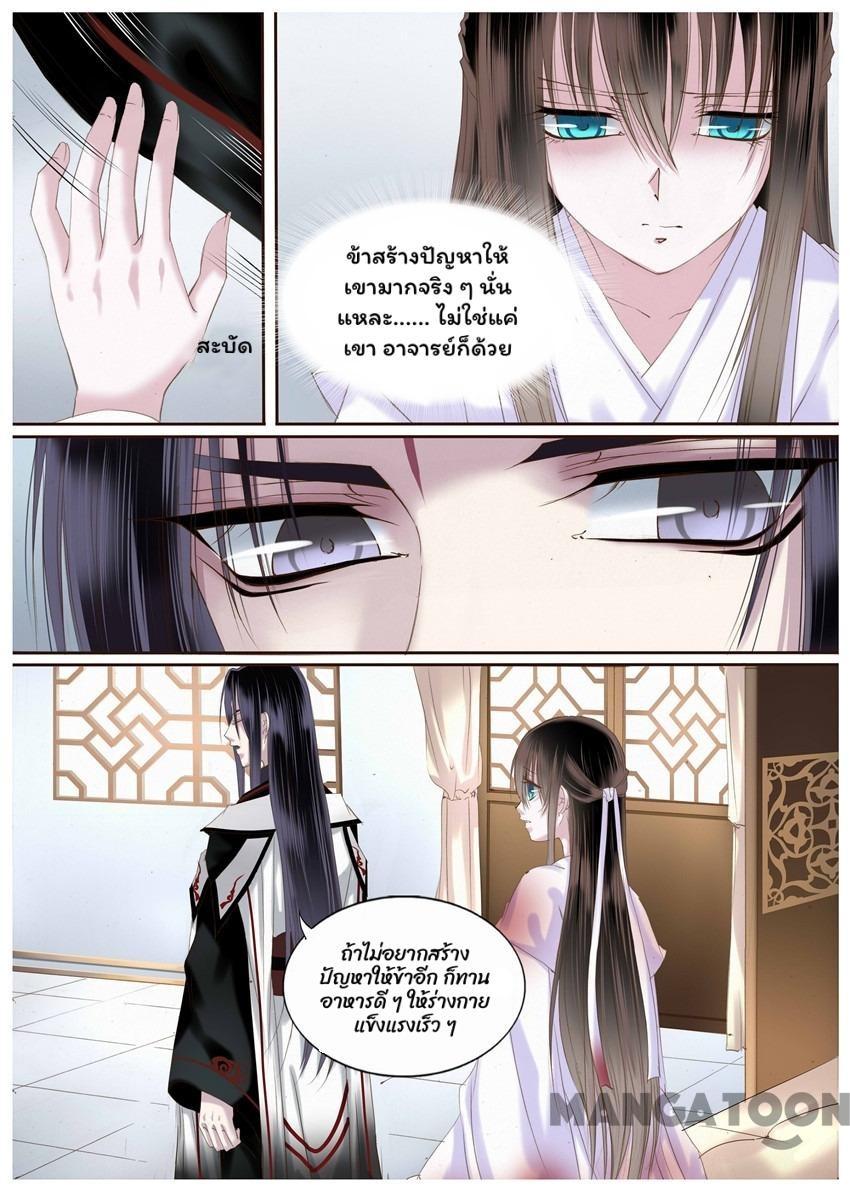 สะบัด
ข้าสร้างปัญหาให้
เขามากจริง ๆ นั่น
แหละ...... ไม่ใช่แค่
เขา อาจารย์ก็ด้วย
ถ้าไม่อยากสร้าง
ปัญหาให้ข้าอีก ก็ทาน
อาหารดี ๆ ให้ร่างกาย
แข็งแรงเร็ว ๆ
MANGATOON